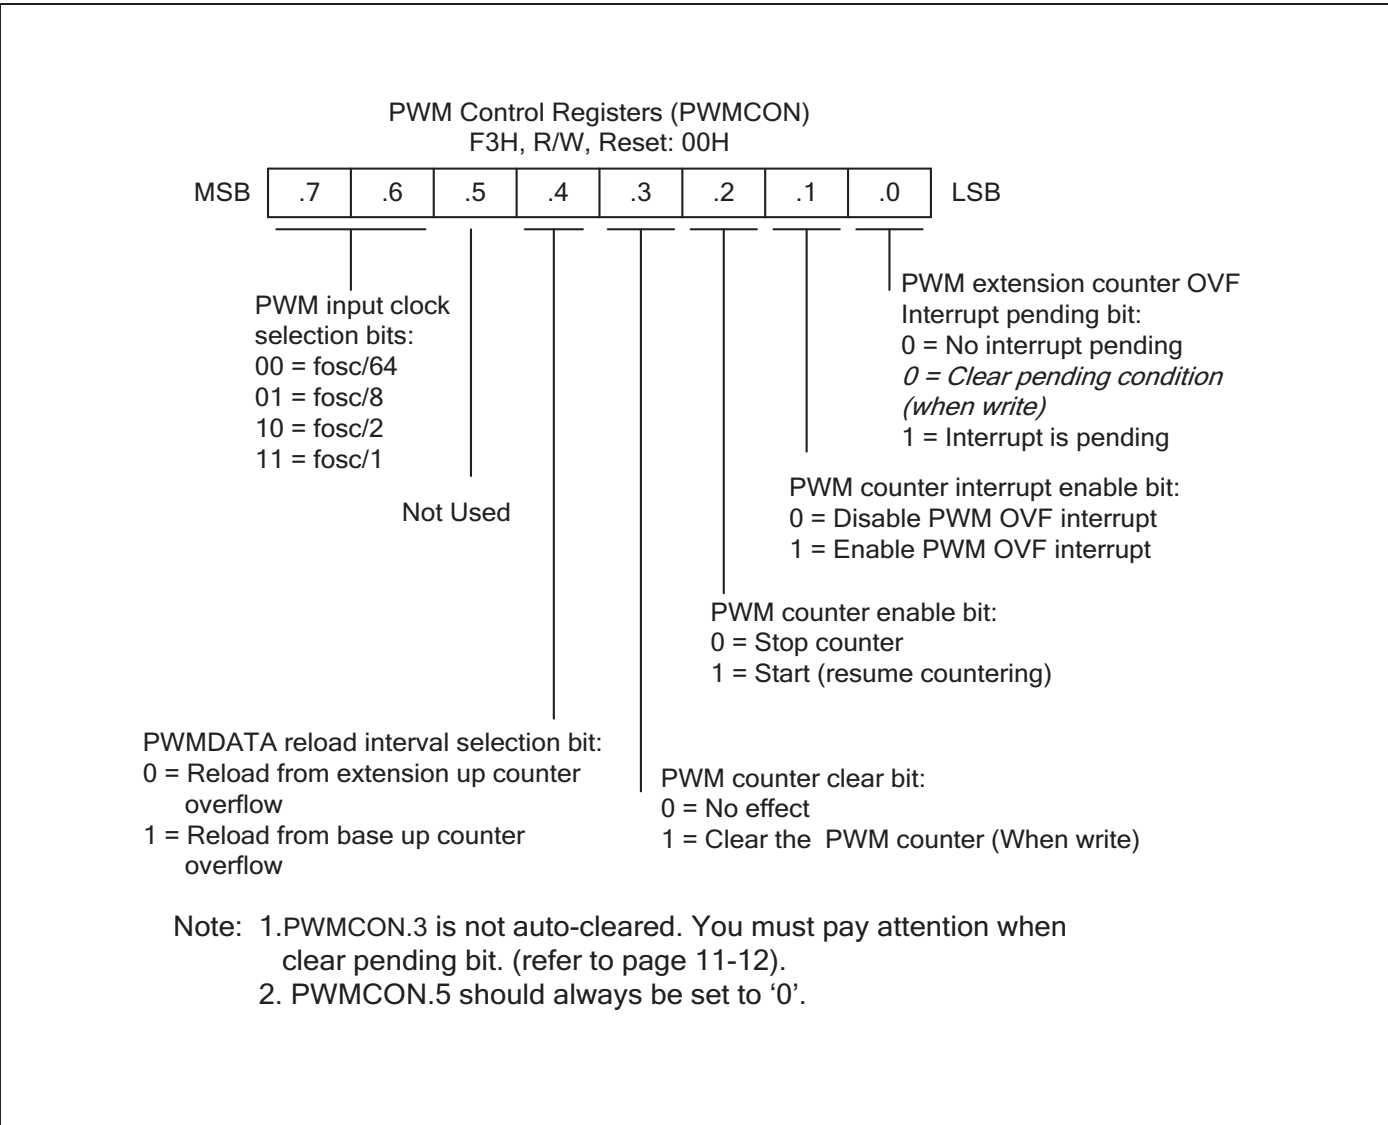 PWM Control Registers (PWMCON)
F3H, R/W, Reset: 00H
MSB .7 .6 .5 .4 .3 .2 .1 .0 LSB
PWM input clock
selection bits:
00 = fosc/64
01 = fosc/8
10 = fosc/2
11 = fosc/1
Not Used
PWM extension counter OVF
Interrupt pending bit:
0 = No interrupt pending
0 = Clear pending condition
(when write)
1 = Interrupt is pending
PWM counter interrupt enable bit:
0 = Disable PWM OVF interrupt
1 = Enable PWM OVF interrupt
PWM counter enable bit:
0 = Stop counter
1 = Start (resume countering)
PWMDATA reload interval selection bit:
0 = Reload from extension up counter
overflow
1 = Reload from base up counter
overflow
PWM counter clear bit:
0 = No effect
1 = Clear the PWM counter (When write)
Note: 1.PWMCON.3 is not auto-cleared. You must pay attention when
clear pending bit. (refer to page 11-12).
2. PWMCON.5 should always be set to ‘0’.